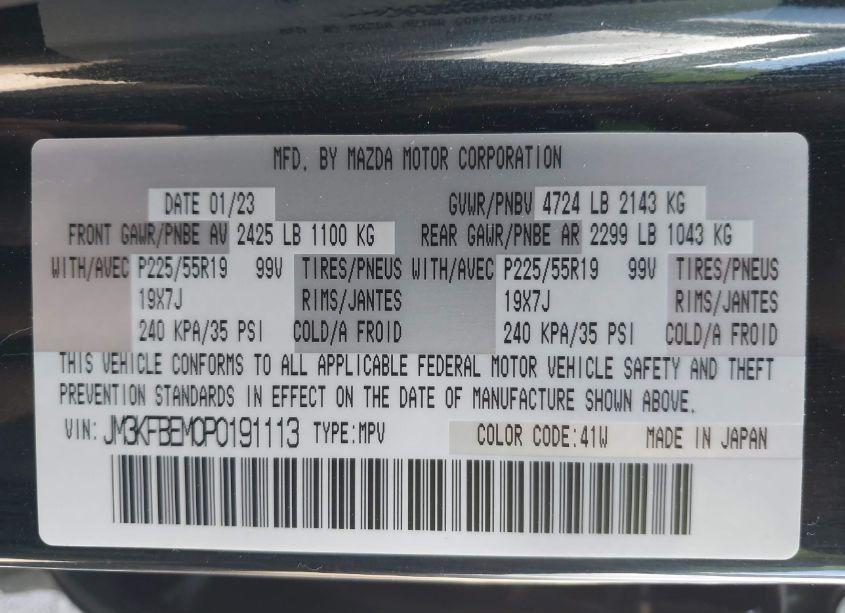 MFD. BY MAZDA MOTOR CORPORATION
DATE 01/23 GVWR/PNBV 4724 LB 2143 KG
FRONT GAWR/PNBE AV 2425 LB 1100 KG REAR GAWR/PNBE AR 2299 LB 1043 KG
WITH/AVEC P225/55R19 99V TIRES/PNEUS WITH/AVEC P225/55R19 99V TIRES/PNEUS
19X7J RIMS/JANTES 19X7J RIMS/JANTES
240 KPA/35 PSI COLD/A FROID 240 KPA/35 PSI COLD/A FROID
THIS VEHICLE CONFORMS TO ALL APPLICABLE FEDERAL MOTOR VEHICLE SAFETY AND THEFT
PREVENTION STANDARDS IN EFFECT ON THE DATE OF MANUFACTURE SHOWN ABOVE.
VIN: JM3KFBEM0P0191113 TYPE:MPV COLOR CODE:41W MADE IN JAPAN